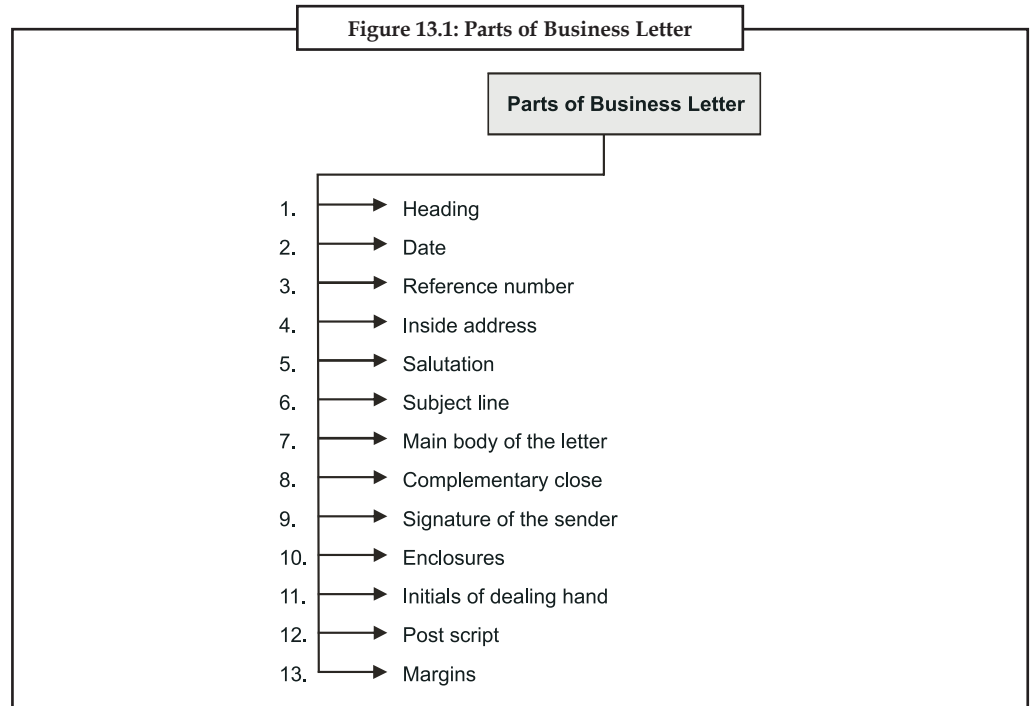 Figure 13.1: Parts of Business Letter
Parts of Business Letter
1. Heading
2. Date
3. Reference number
4. Inside address
5. Salutation
6. Subject line
7. Main body of the letter
8. Complementary close
9. Signature of the sender
10. Enclosures
11. Initials of dealing hand
12. Post script
13. Margins